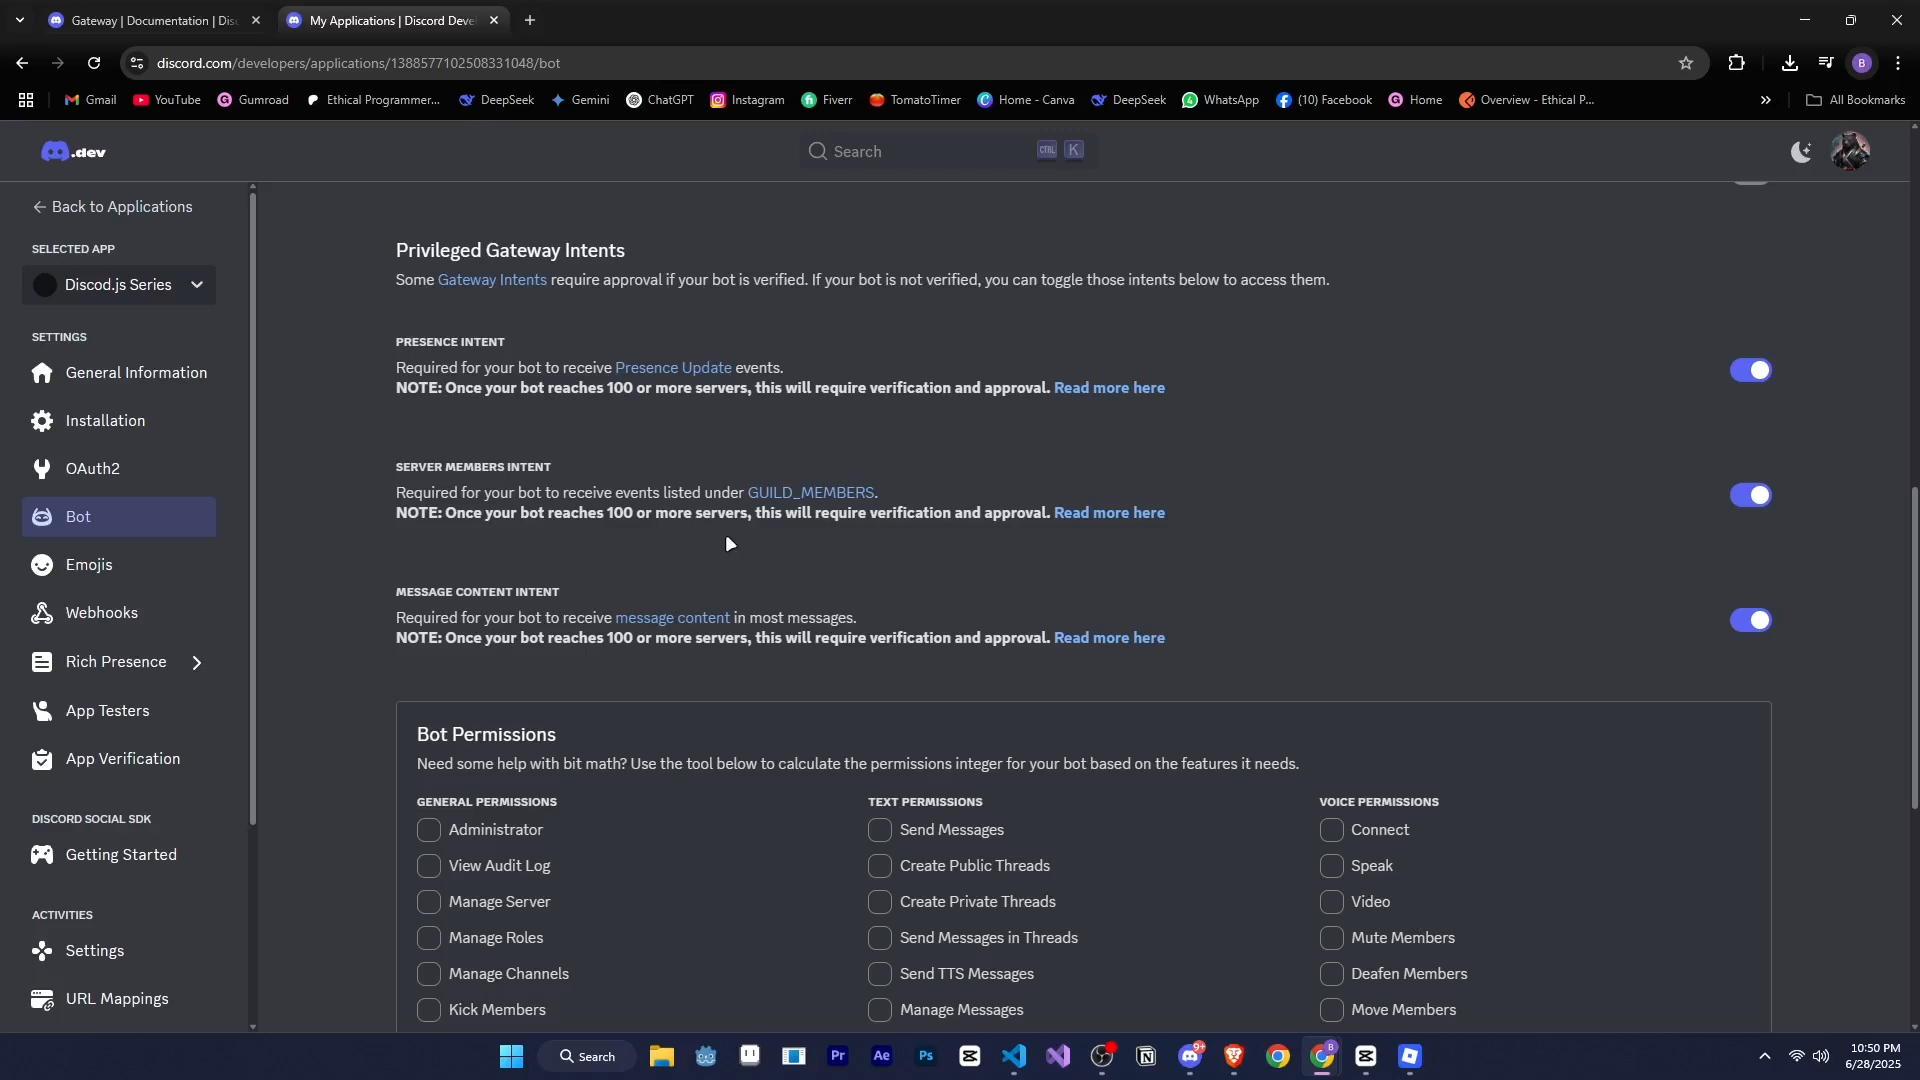 Gateway | Documentation | Disc
My Applications | Discord Deve
discord.com/developers/applications/1388577102508331048/bot
B
Gmail
YouTube
Gumroad
Ethical Programmer...
DeepSeek
Gemini
ChatGPT
Instagram
Fiverr
TomatoTimer
Home - Canva
DeepSeek
WhatsApp
(10) Facebook
Home
Overview - Ethical P...
All Bookmarks
.dev
Search
CTRL K
Back to Applications
SELECTED APP
Discod.js Series
SETTINGS
General Information
Installation
OAuth2
Bot
Emojis
Webhooks
Rich Presence
App Testers
App Verification
DISCORD SOCIAL SDK
Getting Started
ACTIVITIES
Settings
URL Mappings
Privileged Gateway Intents
Some Gateway Intents require approval if your bot is verified. If your bot is not verified, you can toggle those intents below to access them.
PRESENCE INTENT
Required for your bot to receive Presence Update events.
NOTE: Once your bot reaches 100 or more servers, this will require verification and approval. Read more here
SERVER MEMBERS INTENT
Required for your bot to receive events listed under GUILD_MEMBERS.
NOTE: Once your bot reaches 100 or more servers, this will require verification and approval. Read more here
MESSAGE CONTENT INTENT
Required for your bot to receive message content in most messages.
NOTE: Once your bot reaches 100 or more servers, this will require verification and approval. Read more here
Bot Permissions
Need some help with bit math? Use the tool below to calculate the permissions integer for your bot based on the features it needs.
GENERAL PERMISSIONS
Administrator
View Audit Log
Manage Server
Manage Roles
Manage Channels
Kick Members
TEXT PERMISSIONS
Send Messages
Create Public Threads
Create Private Threads
Send Messages in Threads
Send TTS Messages
Manage Messages
VOICE PERMISSIONS
Connect
Speak
Video
Mute Members
Deafen Members
Move Members
Search
Pr
Ae
Ps
9+
B
10:50 PM
6/28/2025